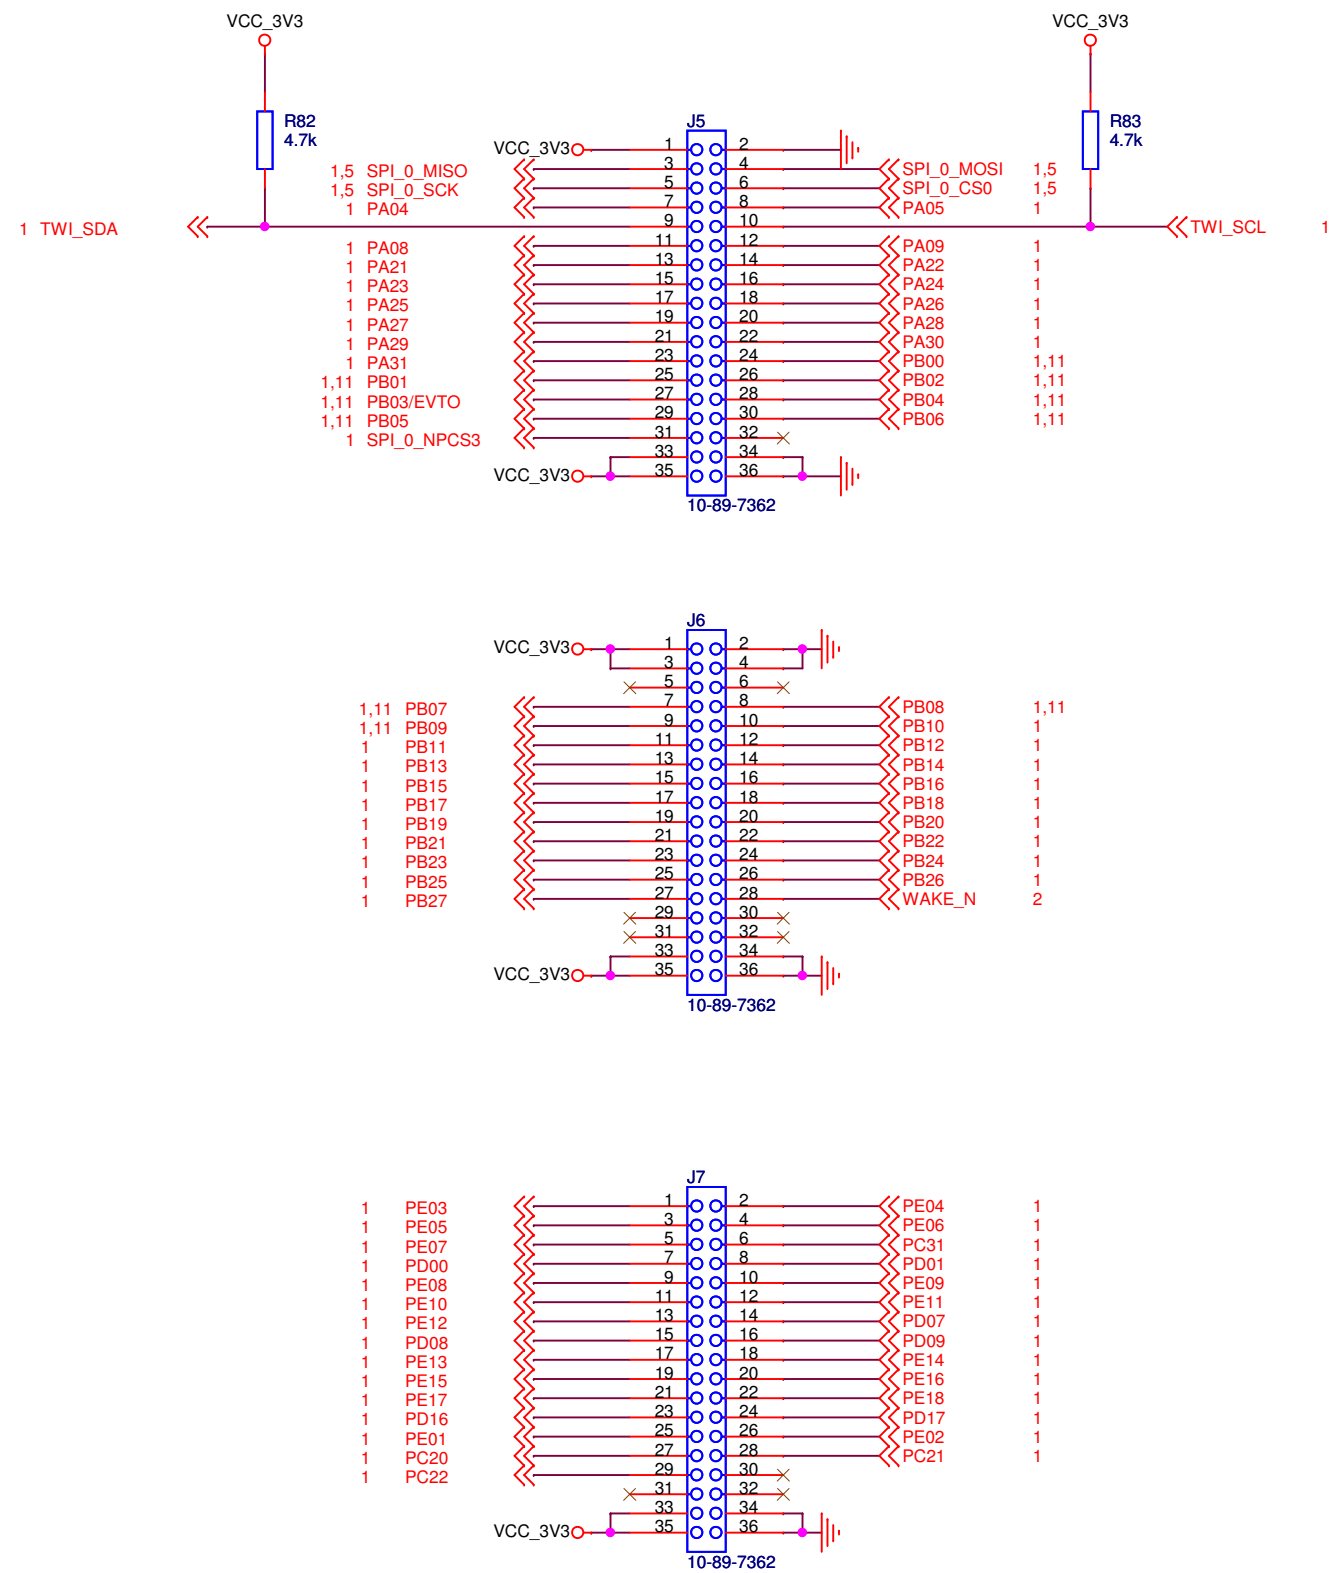 VCC_3V3 VCC_3V3
R82 R83
4.7k 4.7k
J5
VCC_3V3 1 2
1,5 SPI_0_MISO 3 4 SPI_0_MOSI 1,5
1,5 SPI_0_SCK 5 6 SPI_0_CS0 1,5
1 PA04 7 8 PA05 1
1 TWI_SDA 9 10 TWI_SCL 1
1 PA08 11 12 PA09 1
1 PA21 13 14 PA22 1
1 PA23 15 16 PA24 1
1 PA25 17 18 PA26 1
1 PA27 19 20 PA28 1
1 PA29 21 22 PA30 1
1 PA31 23 24 PB00 1,11
1,11 PB01 25 26 PB02 1,11
1,11 PB03/EVTO 27 28 PB04 1,11
1,11 PB05 29 30 PB06 1,11
1 SPI_0_NPCS3 31 32
33 34
VCC_3V3 35 36
10-89-7362
J6
VCC_3V3 1 2
3 4
5 6
1,11 PB07 7 8 PB08 1,11
1,11 PB09 9 10 PB10 1
1 PB11 11 12 PB12 1
1 PB13 13 14 PB14 1
1 PB15 15 16 PB16 1
1 PB17 17 18 PB18 1
1 PB19 19 20 PB20 1
1 PB21 21 22 PB22 1
1 PB23 23 24 PB24 1
1 PB25 25 26 PB26 1
1 PB27 27 28 WAKE_N 2
29 30
31 32
33 34
VCC_3V3 35 36
10-89-7362
J7
1 PE03 1 2 PE04 1
1 PE05 3 4 PE06 1
1 PE07 5 6 PC31 1
1 PD00 7 8 PD01 1
1 PE08 9 10 PE09 1
1 PE10 11 12 PE11 1
1 PE12 13 14 PD07 1
1 PD08 15 16 PD09 1
1 PE13 17 18 PE14 1
1 PE15 19 20 PE16 1
1 PE17 21 22 PE18 1
1 PD16 23 24 PD17 1
1 PE01 25 26 PE02 1
1 PC20 27 28 PC21 1
1 PC22 29 30
31 32
33 34
VCC_3V3 35 36
10-89-7362